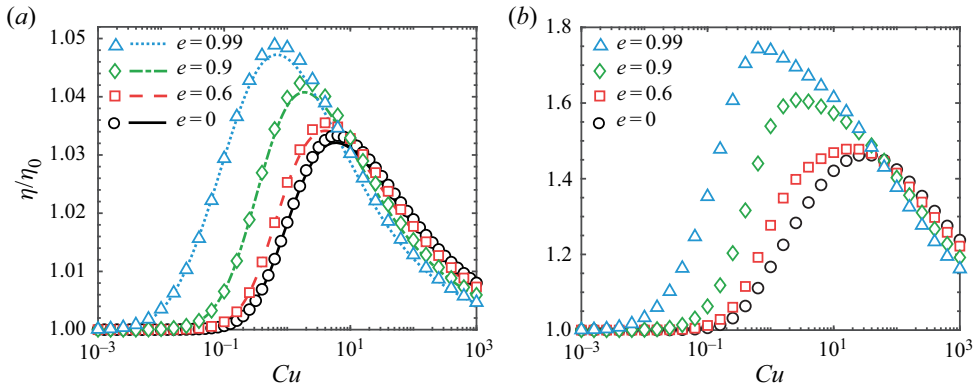 (a)
1.05
1.04
1.03
1.02
1.01
1.00
η/η₀
e = 0.99
e = 0.9
e = 0.6
e = 0
10⁻³
10⁻¹
10¹
10³
Cu
(b)
1.8
1.6
1.4
1.2
1.0
e = 0.99
e = 0.9
e = 0.6
e = 0
10⁻³
10⁻¹
10¹
10³
Cu